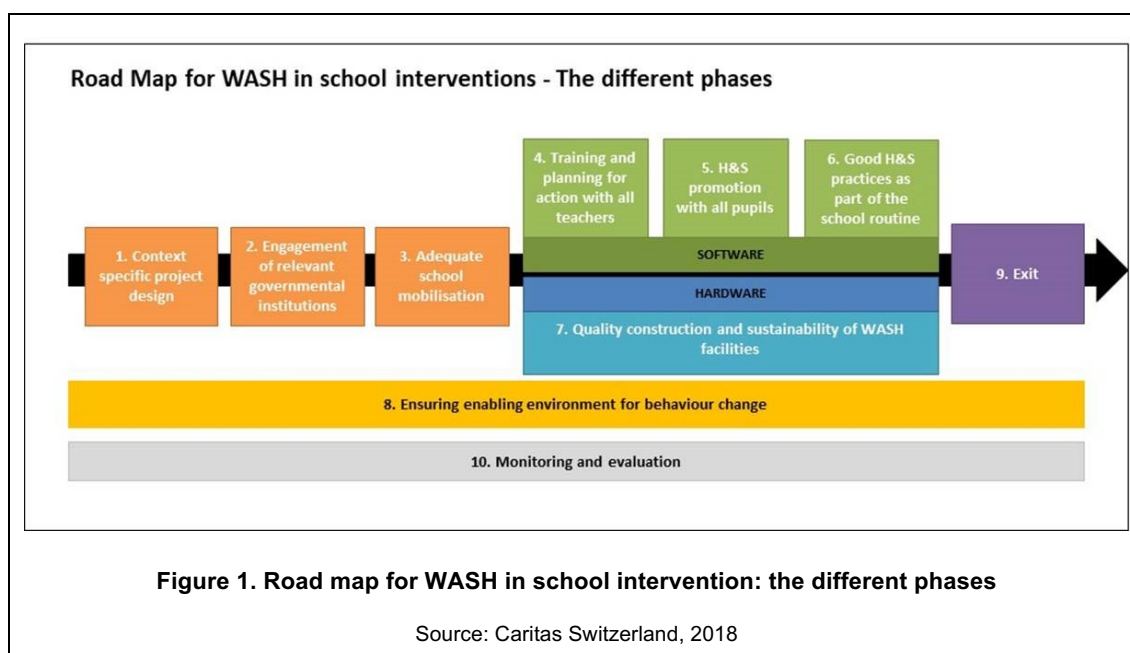 Road Map for WASH in school interventions - The different phases
1. Context
specific project
design
2. Engagement
of relevant
governmental
institutions
3. Adequate
school
mobilisation
4. Training and
planning for
action with all
teachers
5. H&S
promotion
with all pupils
6. Good H&S
practices as
part of the
school routine
SOFTWARE
HARDWARE
7. Quality construction and sustainability of WASH
facilities
9. Exit
8. Ensuring enabling environment for behaviour change
10. Monitoring and evaluation
Figure 1. Road map for WASH in school intervention: the different phases
Source: Caritas Switzerland, 2018